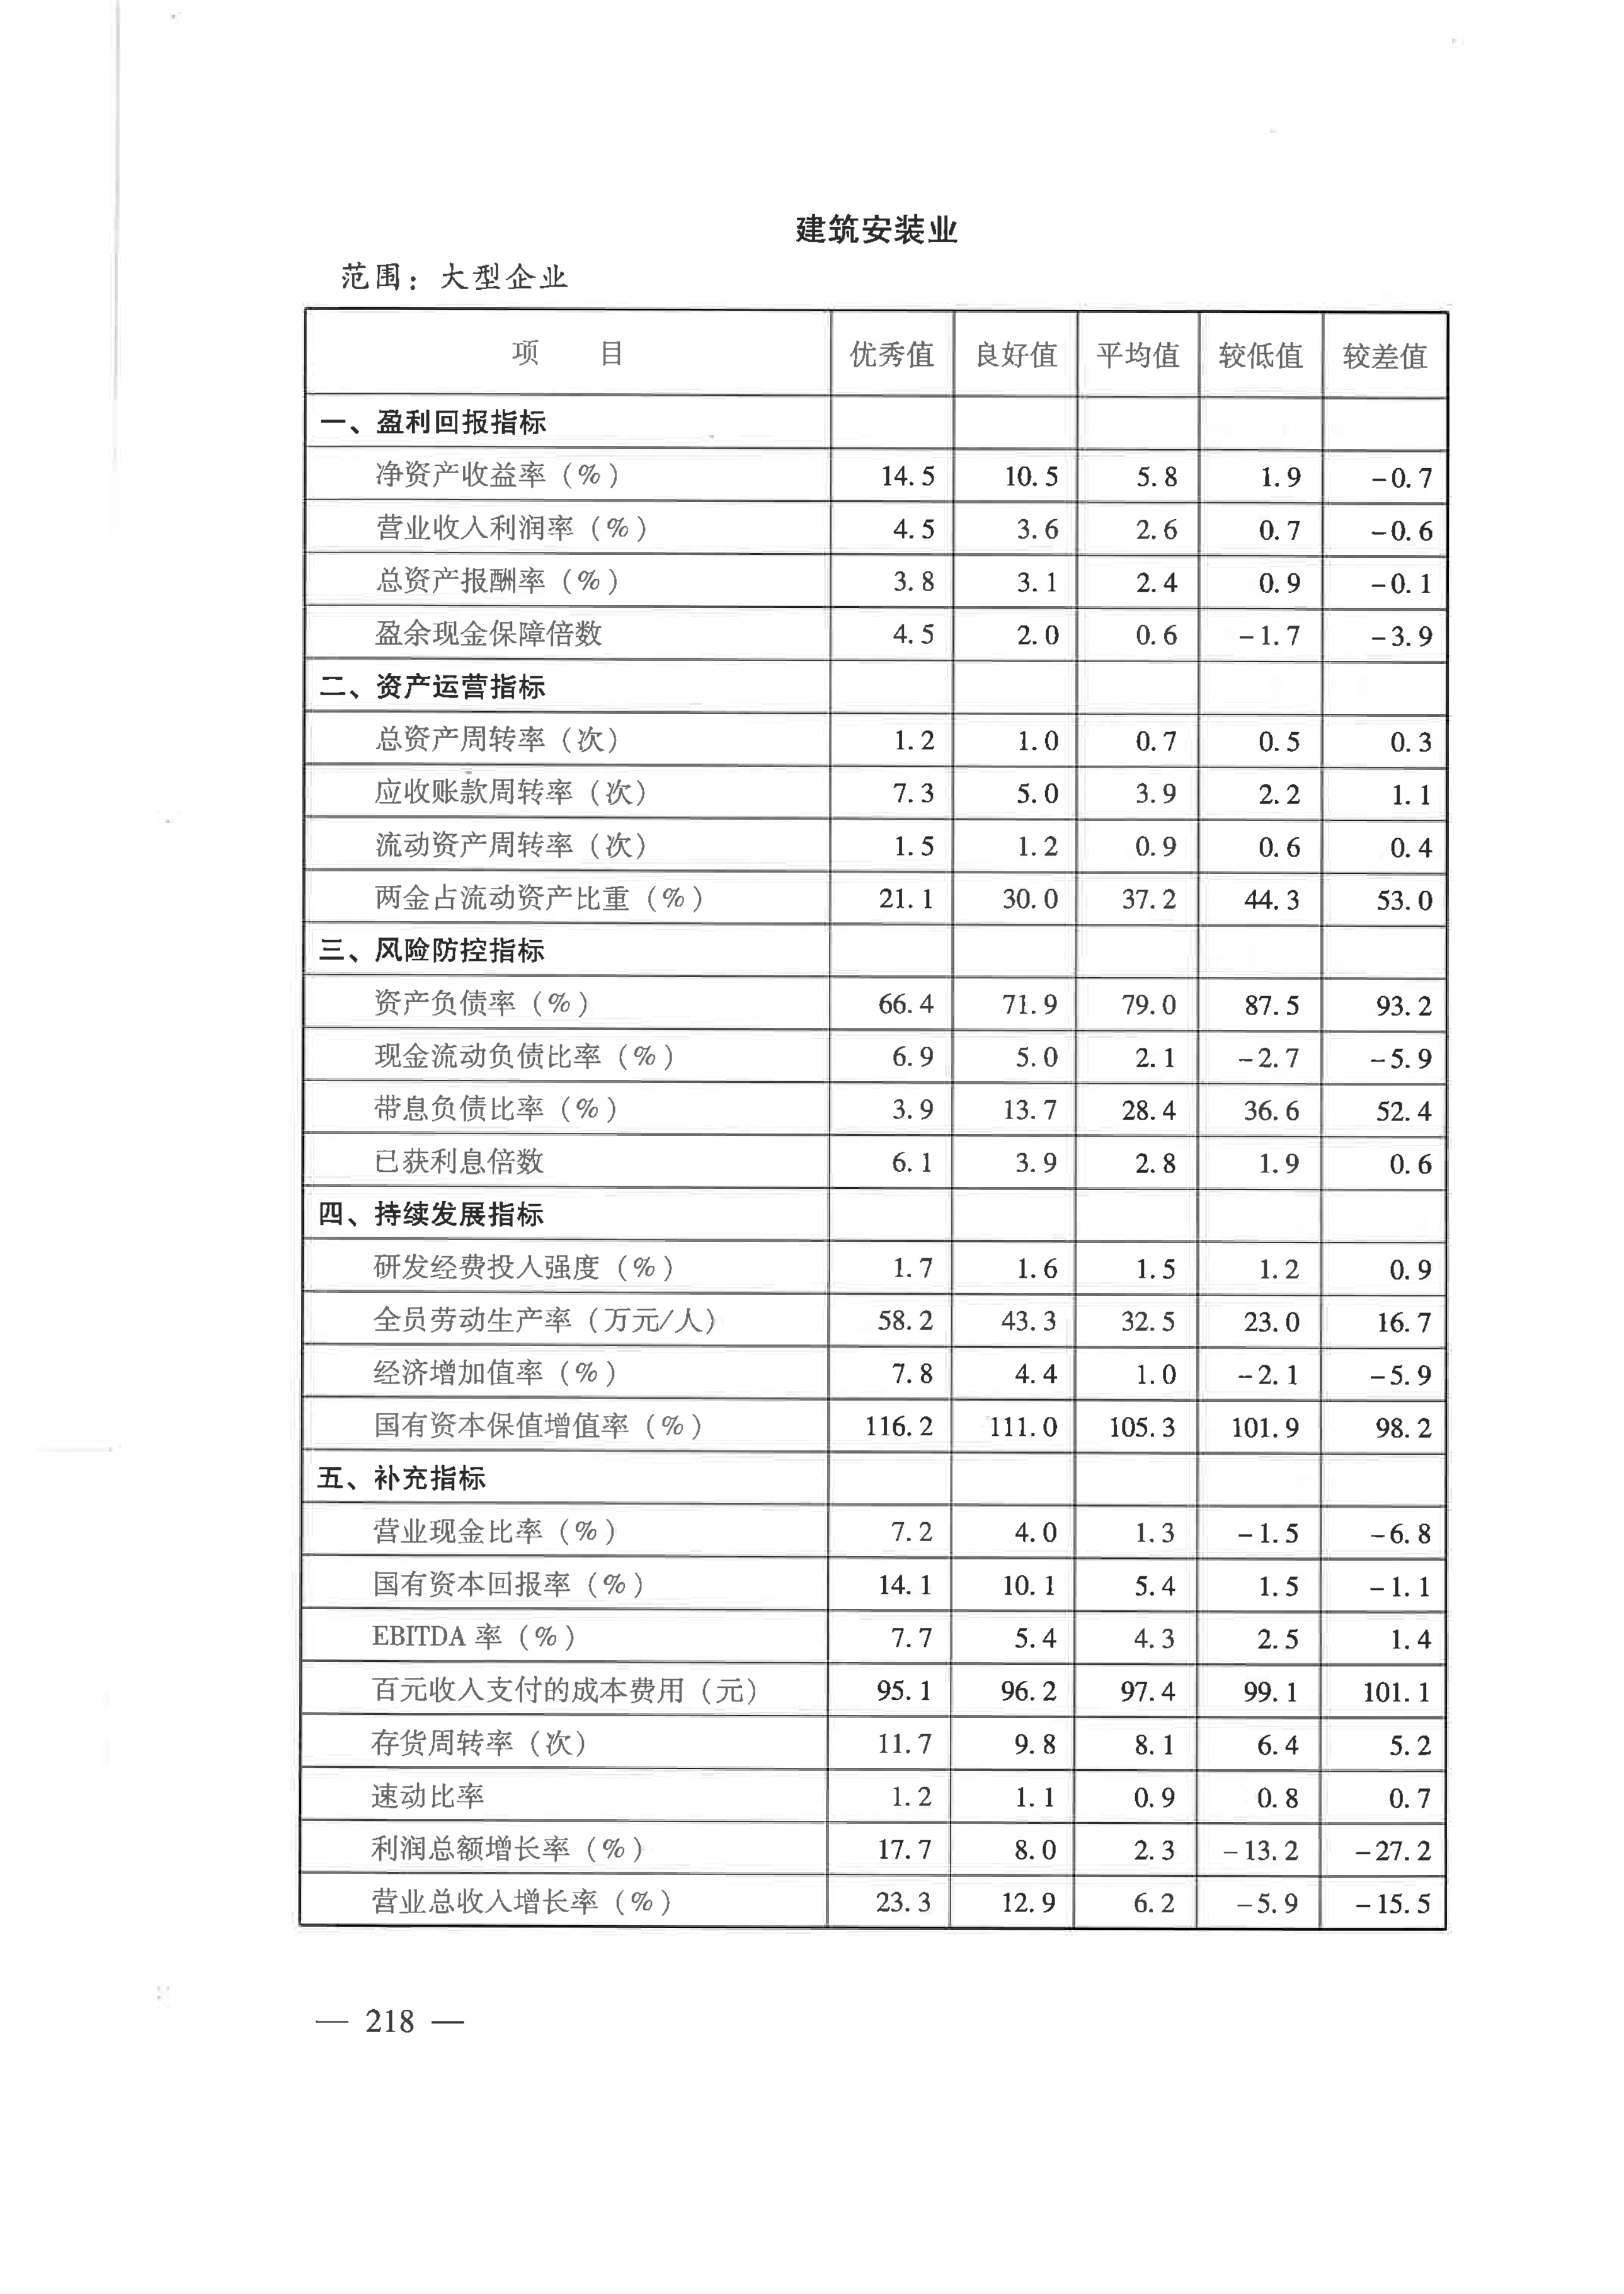 建筑安装业
范围：大型企业
项 目 优秀值 良好值 平均值 较低值 较差值
一、盈利回报指标
净资产收益率（%） 14.5 10.5 5.8 1.9 -0.7
营业收入利润率（%） 4.5 3.6 2.6 0.7 -0.6
总资产报酬率（%） 3.8 3.1 2.4 0.9 -0.1
盈余现金保障倍数 4.5 2.0 0.6 -1.7 -3.9
二、资产运营指标
总资产周转率（次） 1.2 1.0 0.7 0.5 0.3
应收账款周转率（次） 7.3 5.0 3.9 2.2 1.1
流动资产周转率（次） 1.5 1.2 0.9 0.6 0.4
两金占流动资产比重（%） 21.1 30.0 37.2 44.3 53.0
三、风险防控指标
资产负债率（%） 66.4 71.9 79.0 87.5 93.2
现金流动负债比率（%） 6.9 5.0 2.1 -2.7 -5.9
带息负债比率（%） 3.9 13.7 28.4 36.6 52.4
已获利息倍数 6.1 3.9 2.8 1.9 0.6
四、持续发展指标
研发经费投入强度（%） 1.7 1.6 1.5 1.2 0.9
全员劳动生产率（万元/人） 58.2 43.3 32.5 23.0 16.7
经济增加值率（%） 7.8 4.4 1.0 -2.1 -5.9
国有资本保值增值率（%） 116.2 111.0 105.3 101.9 98.2
五、补充指标
营业现金比率（%） 7.2 4.0 1.3 -1.5 -6.8
国有资本回报率（%） 14.1 10.1 5.4 1.5 -1.1
EBITDA 率（%） 7.7 5.4 4.3 2.5 1.4
百元收入支付的成本费用（元） 95.1 96.2 97.4 99.1 101.1
存货周转率（次） 11.7 9.8 8.1 6.4 5.2
速动比率 1.2 1.1 0.9 0.8 0.7
利润总额增长率（%） 17.7 8.0 2.3 -13.2 -27.2
营业总收入增长率（%） 23.3 12.9 6.2 -5.9 -15.5
— 218 —